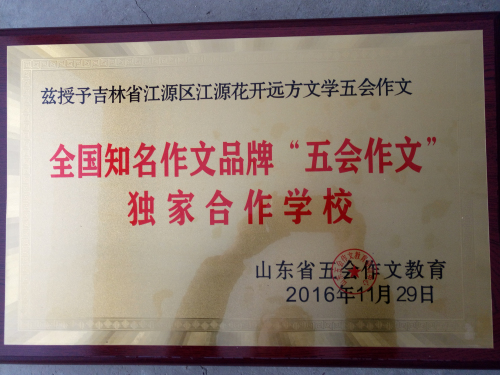 兹授予吉林省江源区江源花开远方文学五会作文
全国知名作文品牌“五会作文”
独家合作学校
山东省五会作文教育
2016年11月29日